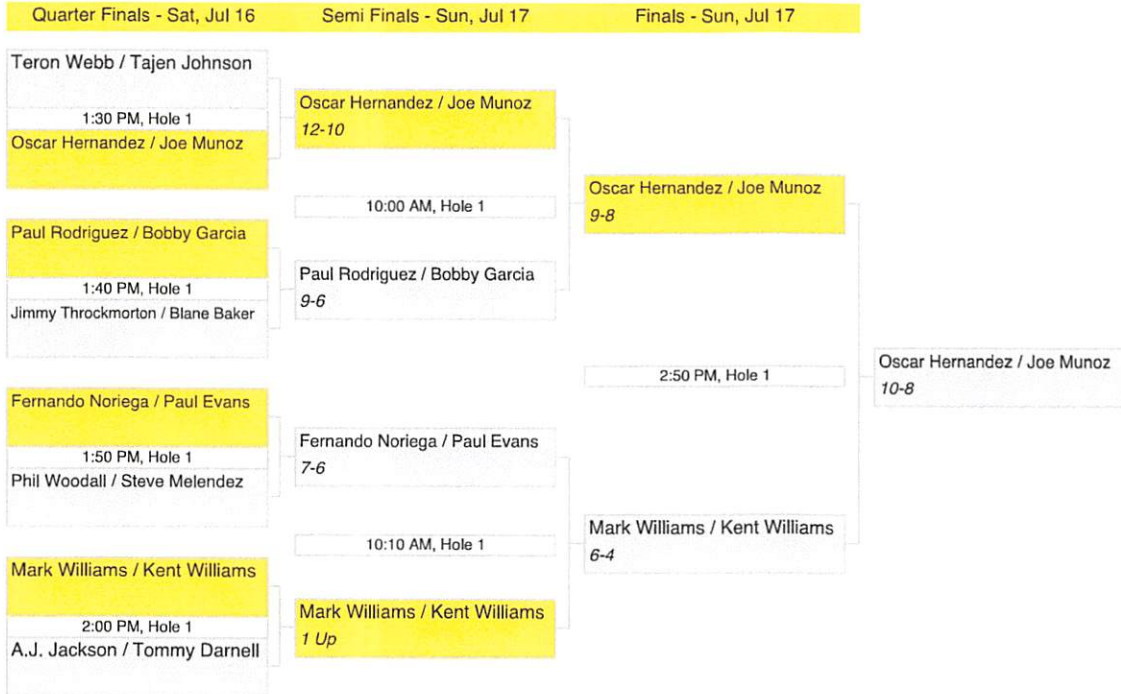 Quarter Finals - Sat, Jul 16
Semi Finals - Sun, Jul 17
Finals - Sun, Jul 17
Teron Webb / Tajen Johnson
1:30 PM, Hole 1
Oscar Hernandez / Joe Munoz
Paul Rodriguez / Bobby Garcia
1:40 PM, Hole 1
Jimmy Throckmorton / Blane Baker
Fernando Noriega / Paul Evans
1:50 PM, Hole 1
Phil Woodall / Steve Melendez
Mark Williams / Kent Williams
2:00 PM, Hole 1
A.J. Jackson / Tommy Darnell
Oscar Hernandez / Joe Munoz
12-10
10:00 AM, Hole 1
Paul Rodriguez / Bobby Garcia
9-6
Fernando Noriega / Paul Evans
7-6
10:10 AM, Hole 1
Mark Williams / Kent Williams
1 Up
Oscar Hernandez / Joe Munoz
9-8
2:50 PM, Hole 1
Mark Williams / Kent Williams
6-4
Oscar Hernandez / Joe Munoz
10-8